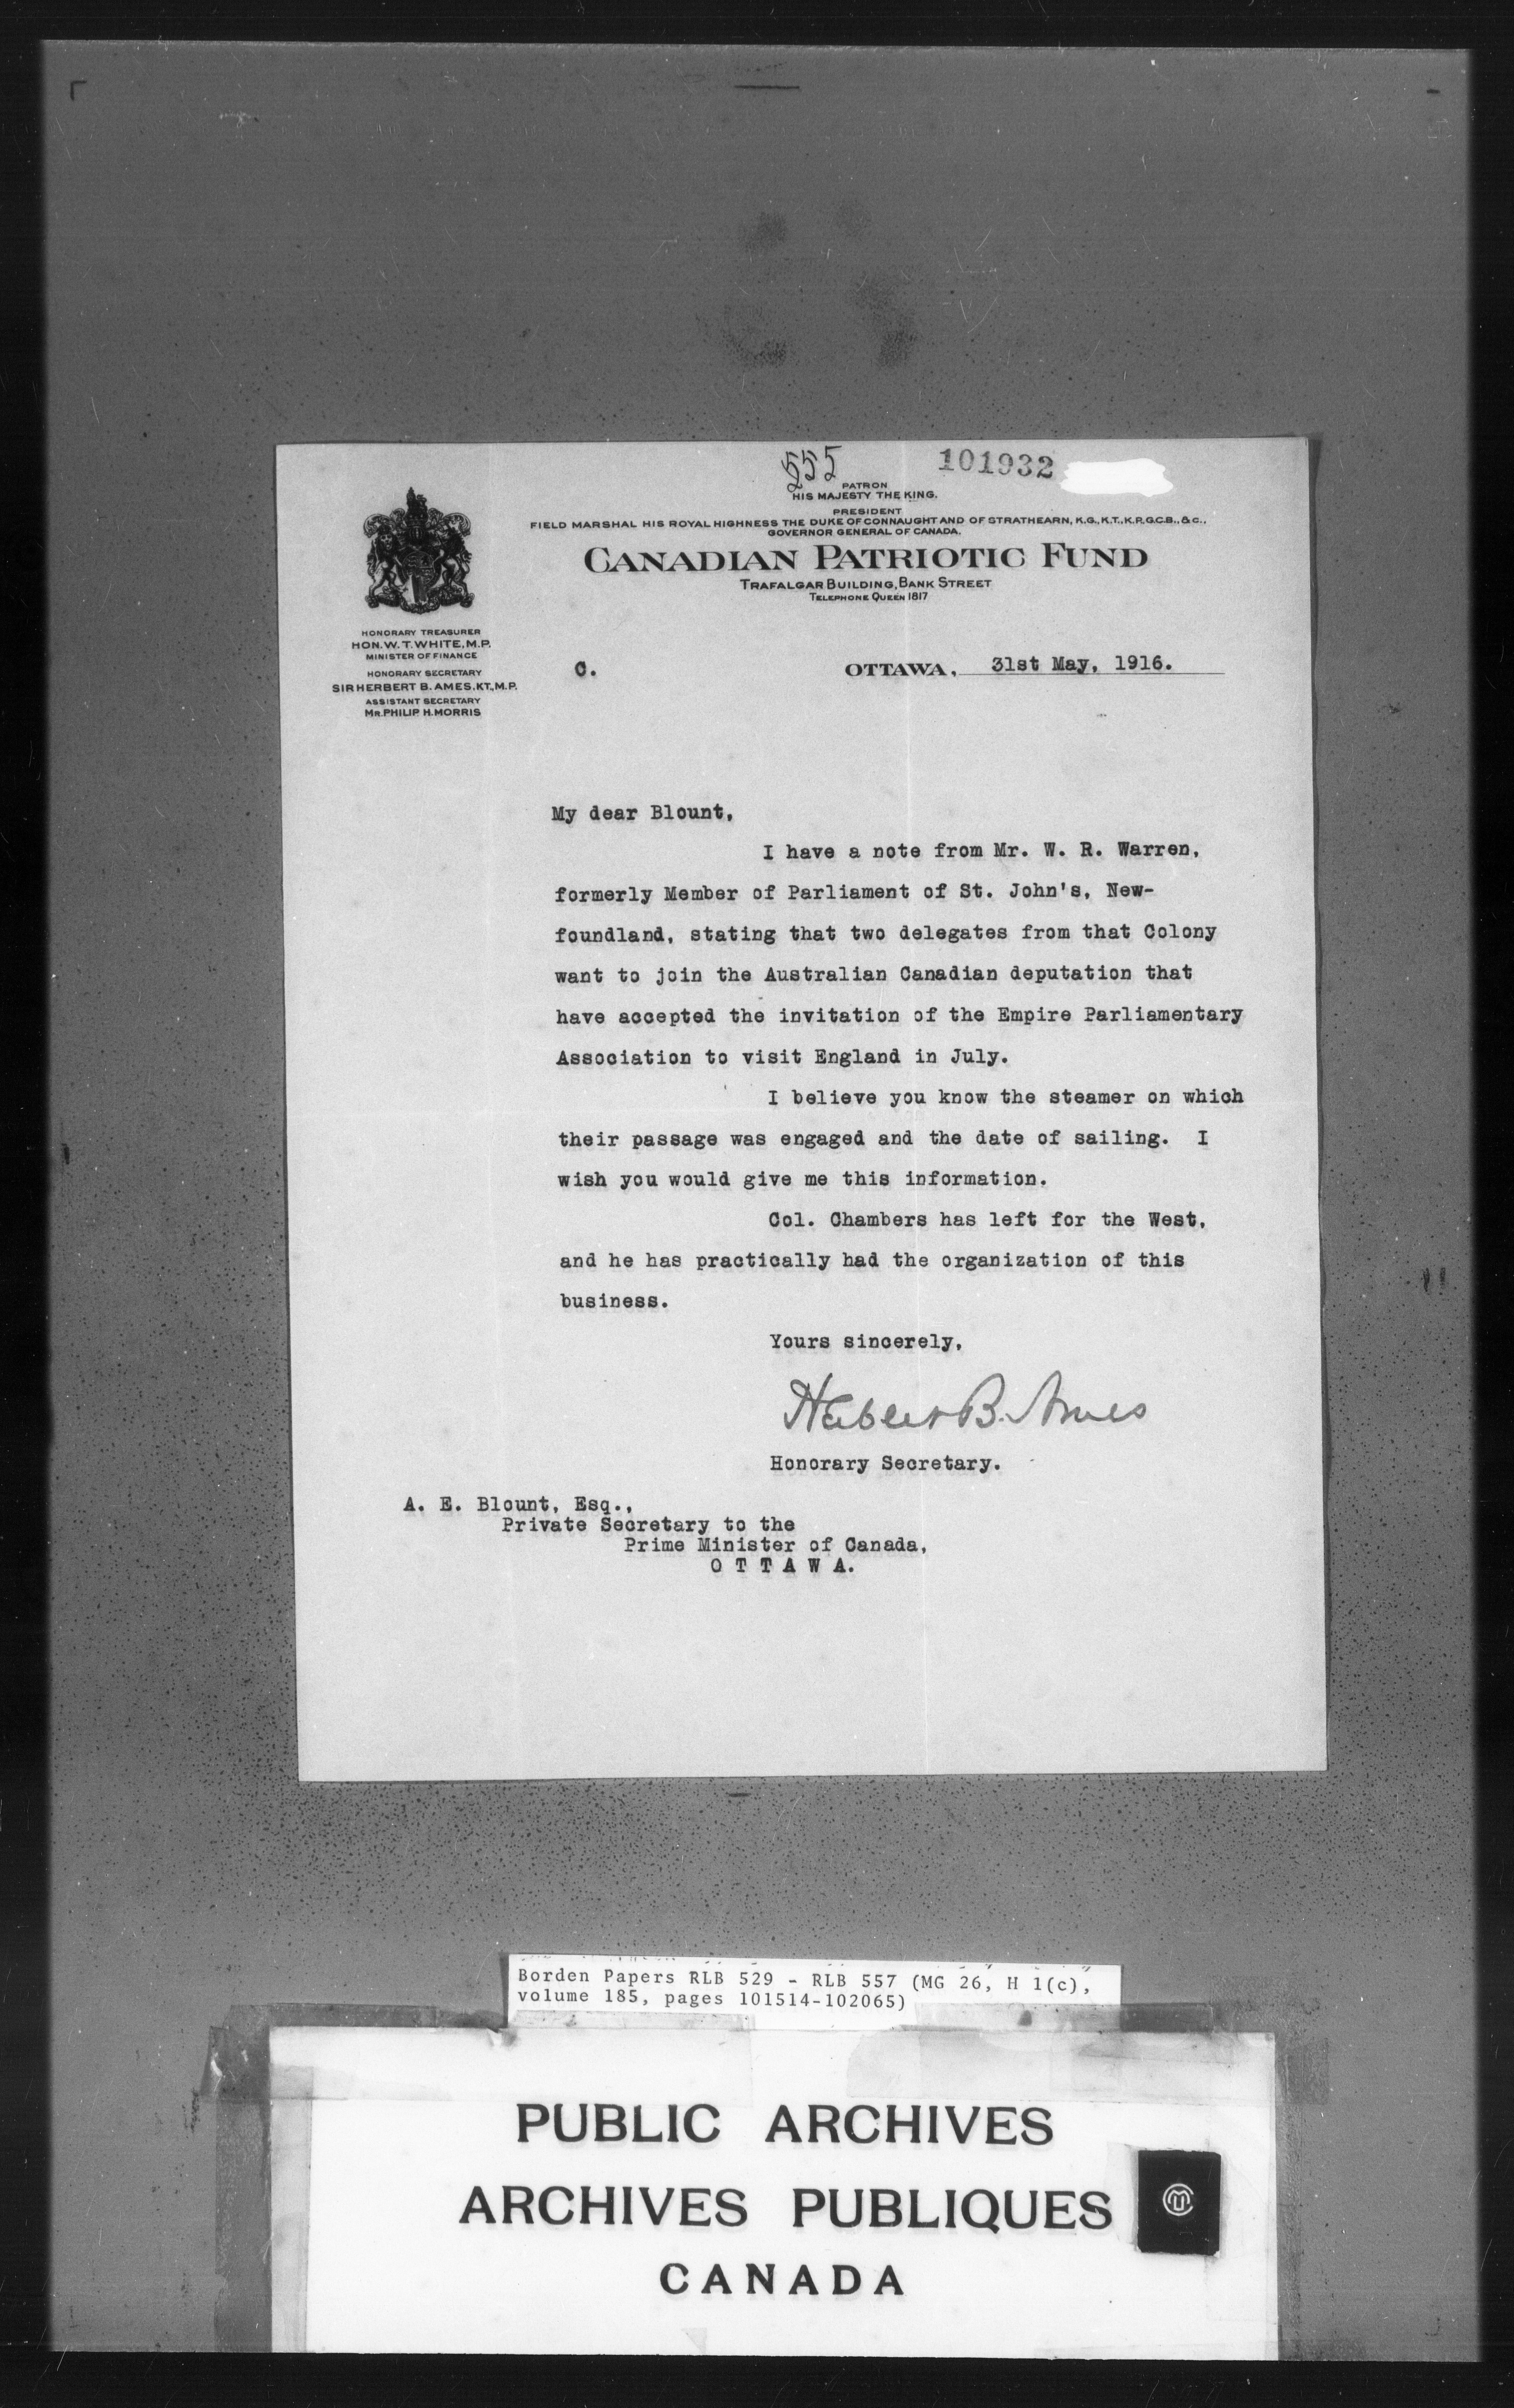 555
101932
PATRON
HIS MAJESTY THE KING.
PRESIDENT
FIELD MARSHAL HIS ROYAL HIGHNESS THE DUKE OF CONNAUGHT AND OF STRATHEARN, K.G., K.T., K.P., G.C.B., &C.,
GOVERNOR GENERAL OF CANADA.
CANADIAN PATRIOTIC FUND
TRAFALGAR BUILDING, BANK STREET
TELEPHONE QUEEN 1817
HONORARY TREASURER
HON. W. T. WHITE, M.P.
MINISTER OF FINANCE
HONORARY SECRETARY
SIR HERBERT B. AMES, KT., M.P.
ASSISTANT SECRETARY
MR. PHILIP H. MORRIS
C.
OTTAWA, 31st May, 1916.
My dear Blount,
I have a note from Mr. W. R. Warren,
formerly Member of Parliament of St. John's, New-
foundland, stating that two delegates from that Colony
want to join the Australian Canadian deputation that
have accepted the invitation of the Empire Parliamentary
Association to visit England in July.
I believe you know the steamer on which
their passage was engaged and the date of sailing. I
wish you would give me this information.
Col. Chambers has left for the West,
and he has practically had the organization of this
business.
Yours sincerely,
Herbert B. Ames
Honorary Secretary.
A. E. Blount, Esq.,
Private Secretary to the
Prime Minister of Canada,
O T T A W A.
Borden Papers RLB 529 - RLB 557 (MG 26, H 1(c),
volume 185, pages 101514-102065)
PUBLIC ARCHIVES
ARCHIVES PUBLIQUES
CANADA